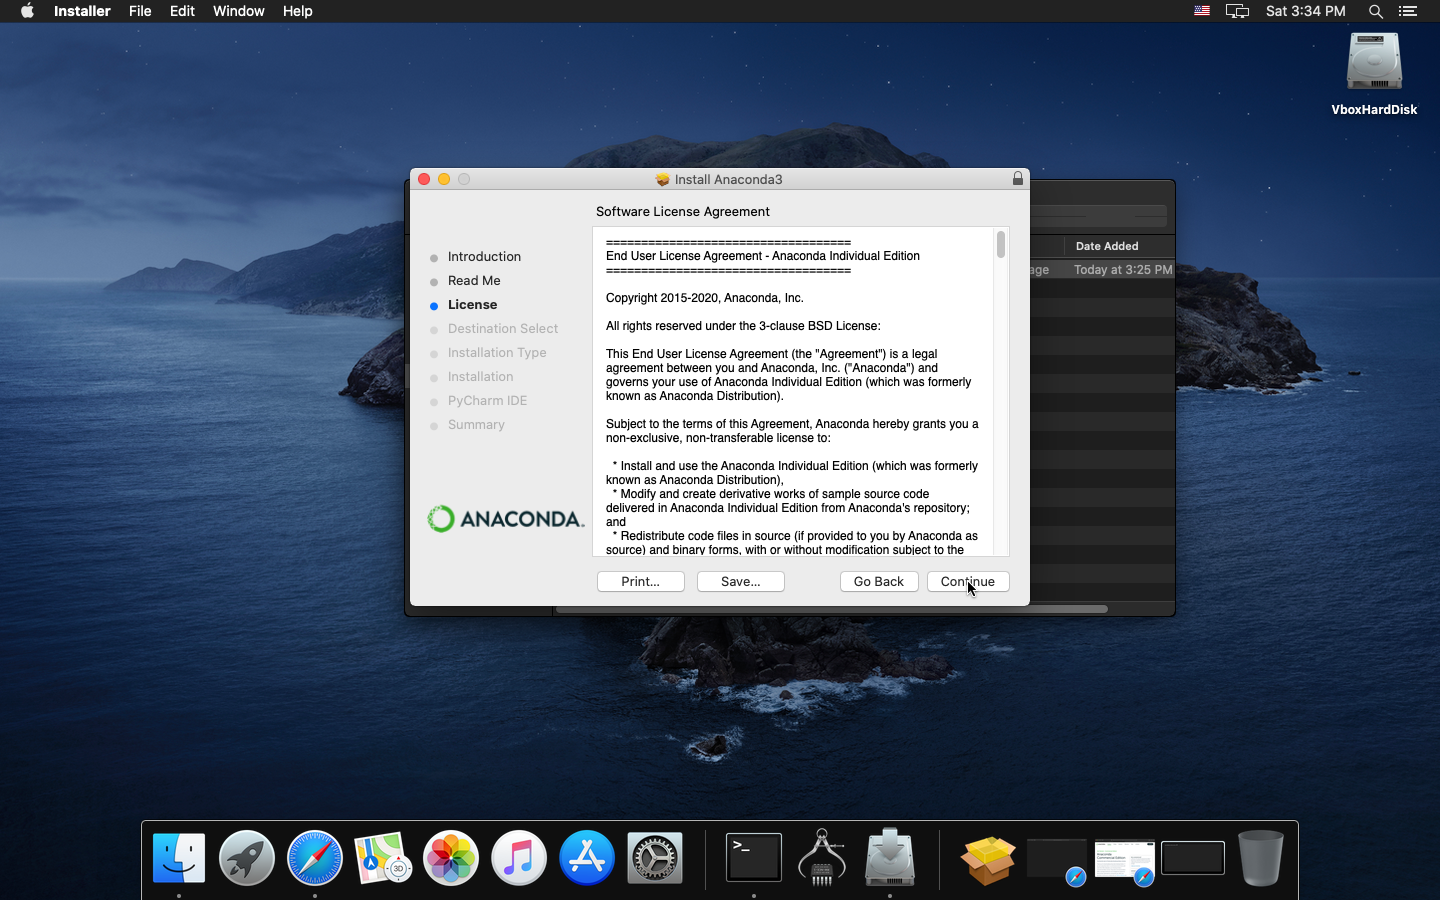 Installer File Edit Window Help
Sat 3:34 PM
VboxHardDisk
Install Anaconda3
Software License Agreement
Introduction
Read Me
License
Destination Select
Installation Type
Installation
PyCharm IDE
Summary
ANACONDA.
===================================
End User License Agreement - Anaconda Individual Edition
===================================
Copyright 2015-2020, Anaconda, Inc.
All rights reserved under the 3-clause BSD License:
This End User License Agreement (the "Agreement") is a legal
agreement between you and Anaconda, Inc. ("Anaconda") and
governs your use of Anaconda Individual Edition (which was formerly
known as Anaconda Distribution).
Subject to the terms of this Agreement, Anaconda hereby grants you a
non-exclusive, non-transferable license to:
* Install and use the Anaconda Individual Edition (which was formerly
known as Anaconda Distribution),
* Modify and create derivative works of sample source code
delivered in Anaconda Individual Edition from Anaconda's repository;
and
* Redistribute code files in source (if provided to you by Anaconda as
source) and binary forms, with or without modification subject to the
Print... Save... Go Back Continue
Date Added
age Today at 3:25 PM
>_
3D